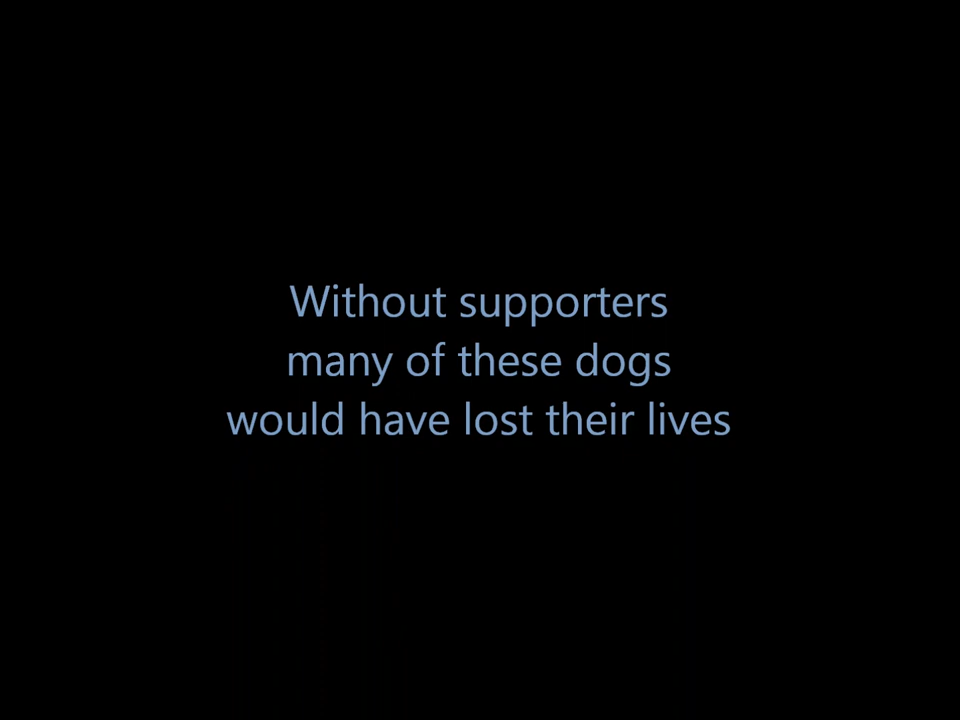 Without supporters
many of these dogs
would have lost their lives